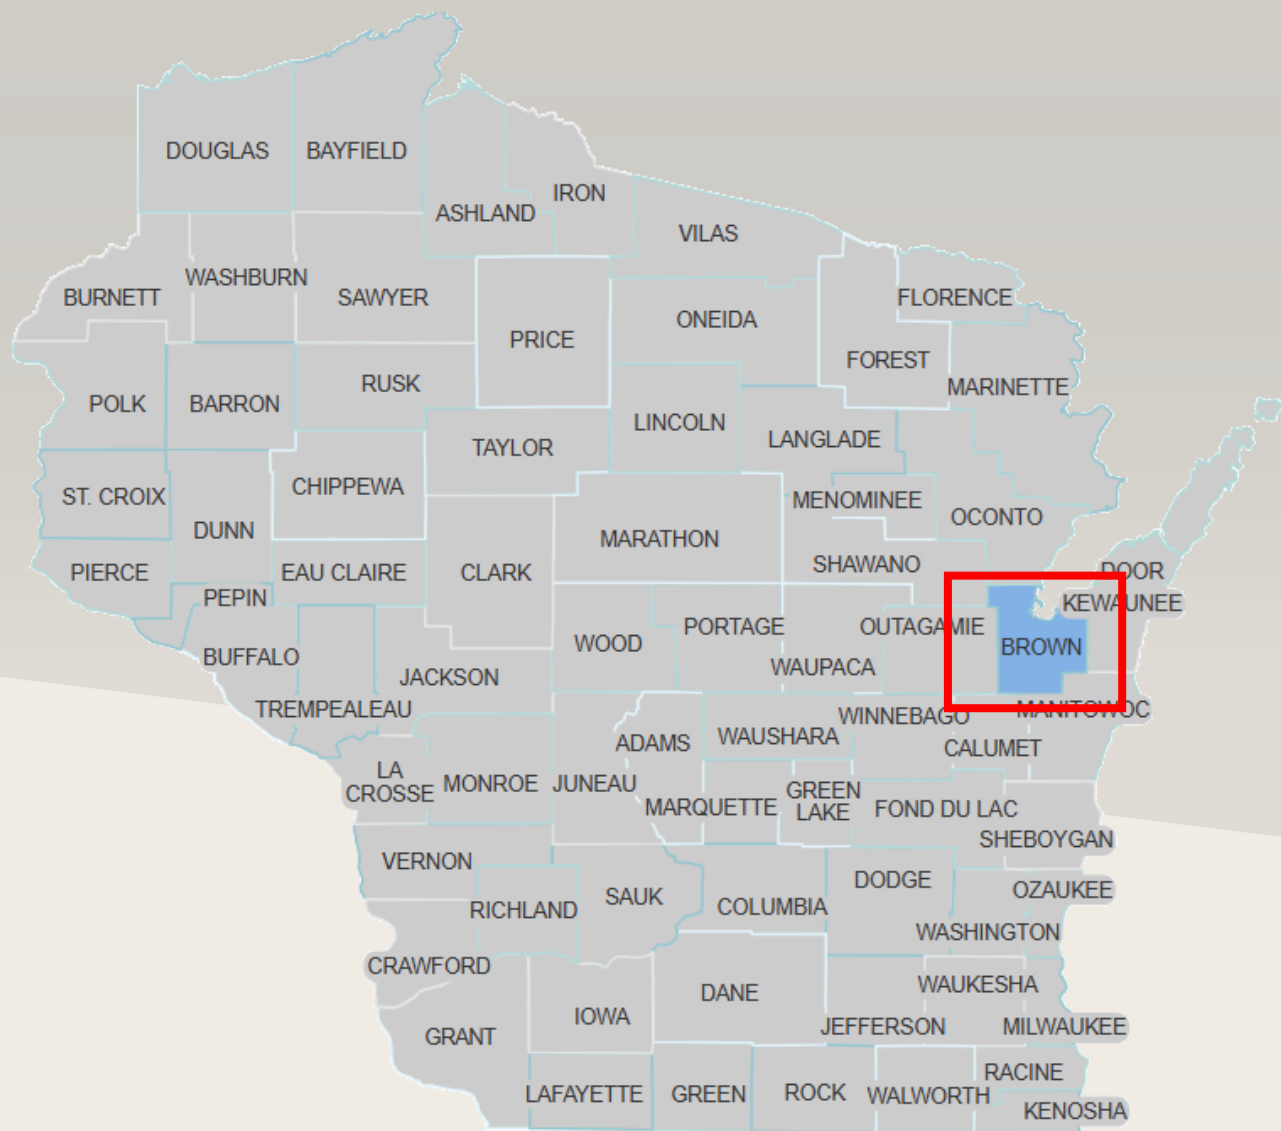 DOUGLAS
BAYFIELD
ASHLAND
IRON
VILAS
BURNETT
WASHBURN
SAWYER
PRICE
ONEIDA
FLORENCE
FOREST
MARINETTE
POLK
BARRON
RUSK
TAYLOR
LINCOLN
LANGLADE
ST. CROIX
CHIPPEWA
DUNN
MENOMINEE
OCONTO
MARATHON
SHAWANO
PIERCE
EAU CLAIRE
CLARK
DOOR
PEPIN
KEWAUNEE
BUFFALO
WOOD
PORTAGE
OUTAGAMIE
BROWN
JACKSON
WAUPACA
TREMPEALEAU
WINNEBAGO
MANITOWOC
ADAMS
WAUSHARA
CALUMET
LA
CROSSE
MONROE
JUNEAU
MARQUETTE
GREEN
LAKE
FOND DU LAC
SHEBOYGAN
VERNON
RICHLAND
SAUK
COLUMBIA
DODGE
OZAUKEE
WASHINGTON
CRAWFORD
DANE
WAUKESHA
GRANT
IOWA
JEFFERSON
MILWAUKEE
LAFAYETTE
GREEN
ROCK
WALWORTH
RACINE
KENOSHA